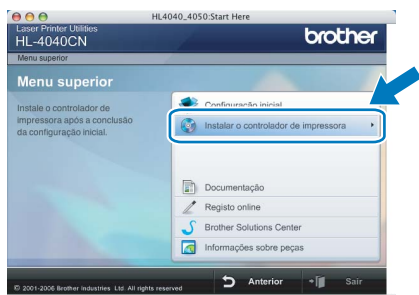 HL4040_4050:Start Here
Laser Printer Utilities
HL-4040CN
brother
Menu superior
Menu superior
Instale o controlador de
impressora após a conclusão
da configuração inicial.
Configuração inicial
Instalar o controlador de impressora
Documentação
Registo online
Brother Solutions Center
Informações sobre peças
© 2001-2006 Brother Industries Ltd. All rights reserved
Anterior
Sair